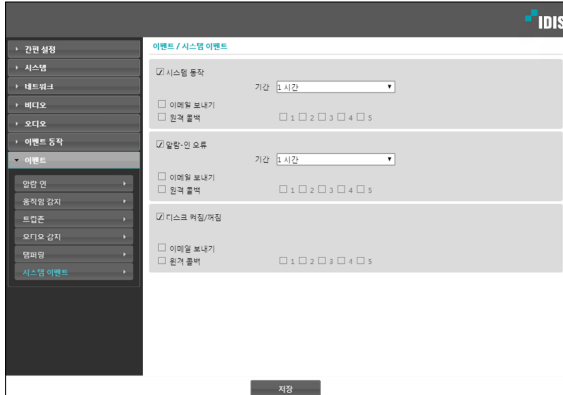 IDIS
간편 설정
시스템
네트워크
비디오
오디오
이벤트 동작
이벤트
알람 인
움직임 감지
트립존
오디오 감지
탬퍼링
시스템 이벤트
이벤트 / 시스템 이벤트
시스템 동작
기간 1 시간
이메일 보내기
원격 콜백 1 2 3 4 5
알람-인 오류
기간 1 시간
이메일 보내기
원격 콜백 1 2 3 4 5
디스크 켜짐/꺼짐
이메일 보내기
원격 콜백 1 2 3 4 5
저장